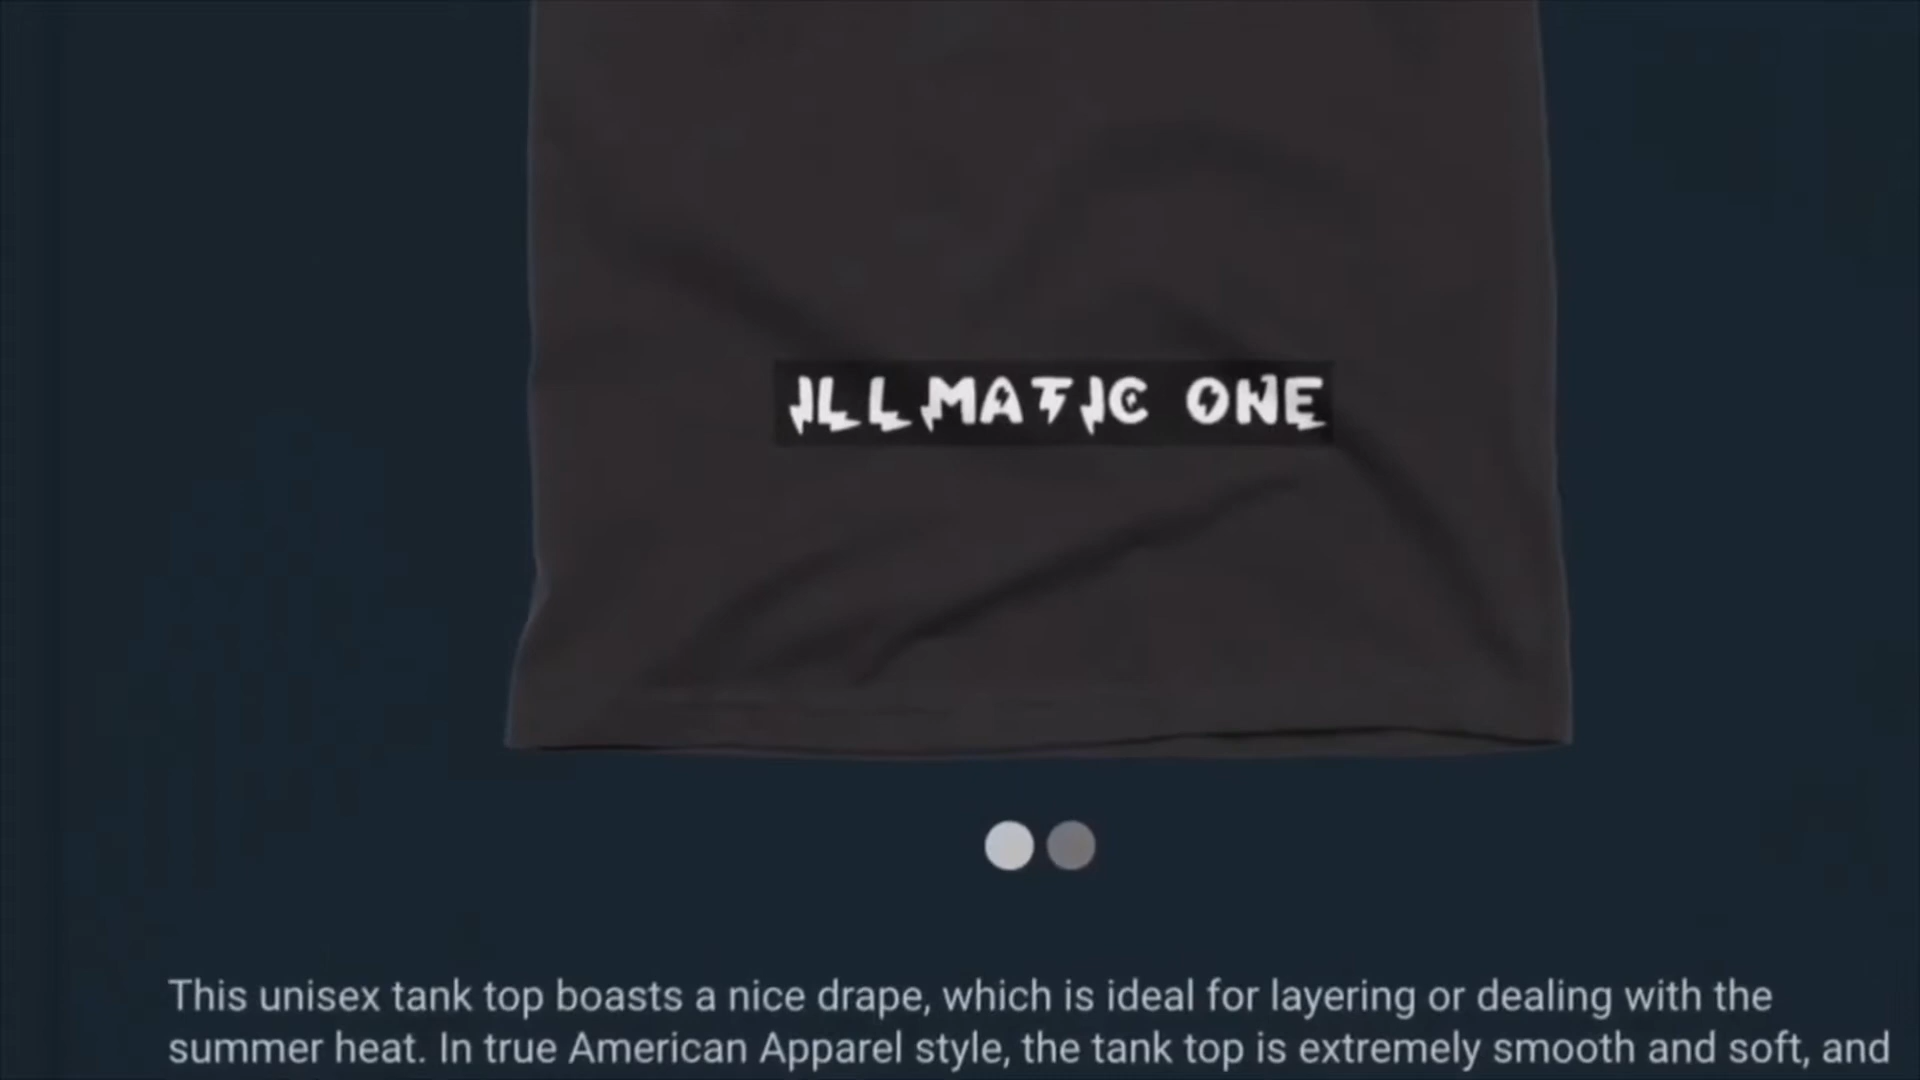 ILLMATIC ONE
This unisex tank top boasts a nice drape, which is ideal for layering or dealing with the
summer heat. In true American Apparel style, the tank top is extremely smooth and soft, and